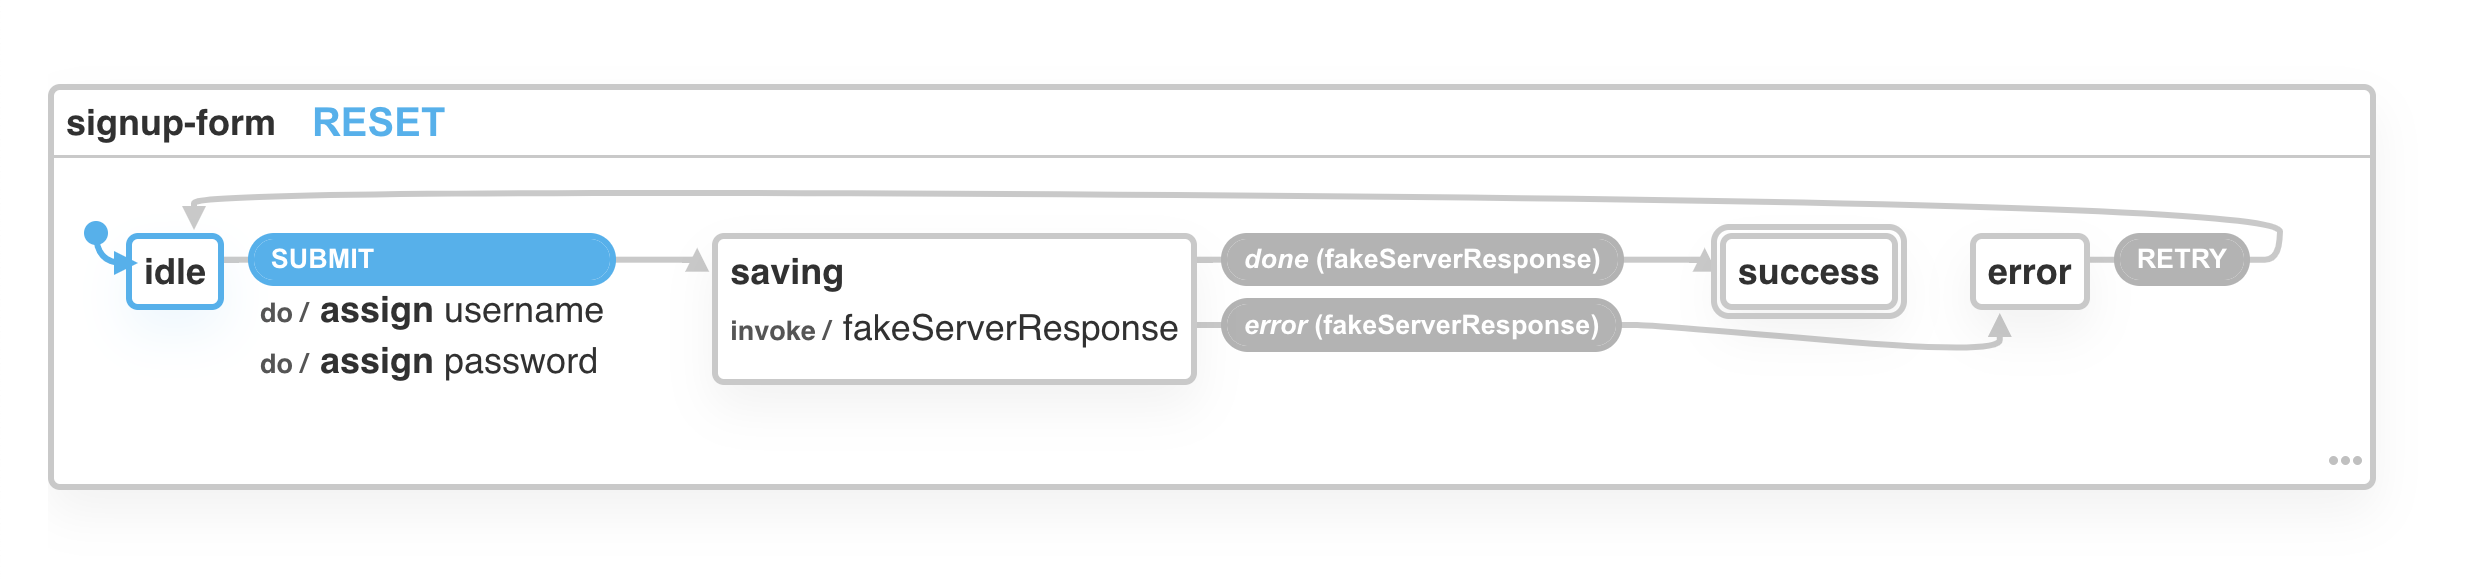 signup-form RESET
idle
SUBMIT
do / assign username
do / assign password
saving
invoke / fakeServerResponse
done (fakeServerResponse)
error (fakeServerResponse)
success
error
RETRY